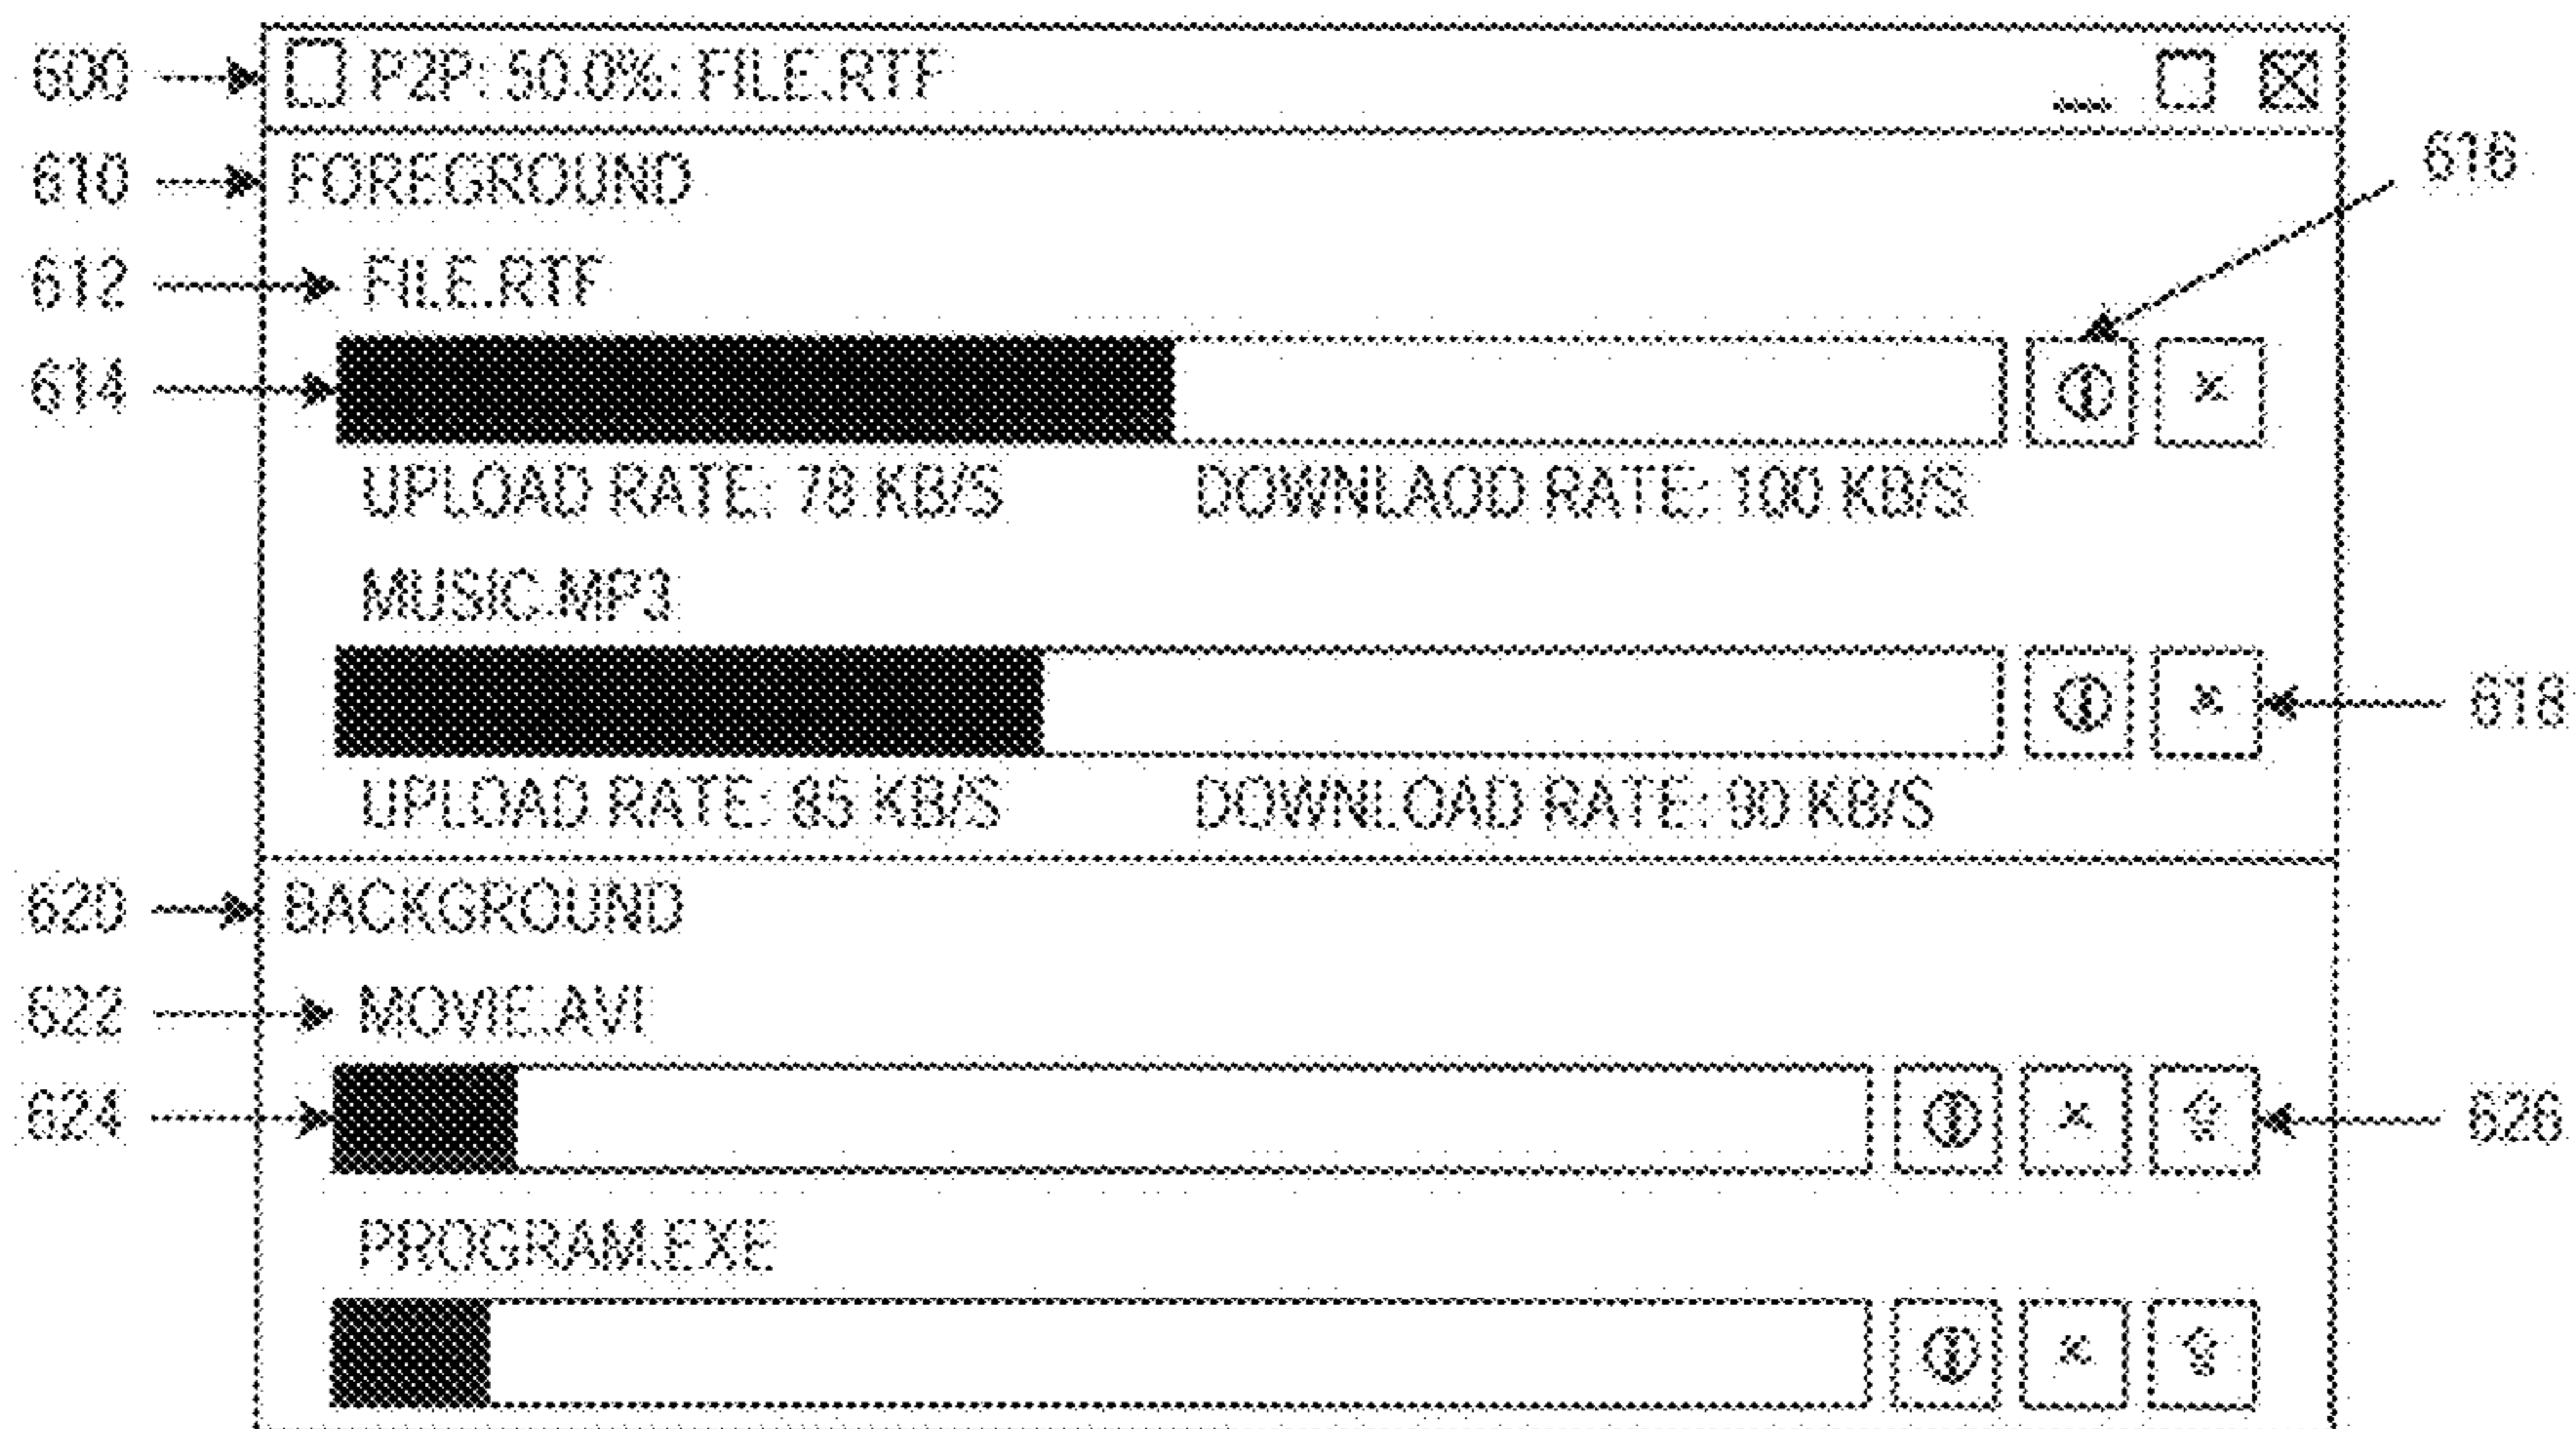 600 P2P: 50.0%: FILE.RTF
610 FOREGROUND
616
612 FILE.RTF
614
UPLOAD RATE: 78 KB/S DOWNLAOD RATE: 100 KB/S
MUSIC.MP3
618
UPLOAD RATE: 85 KB/S DOWNLOAD RATE: 90 KB/S
620 BACKGROUND
622 MOVIE.AVI
624 626
PROGRAM.EXE